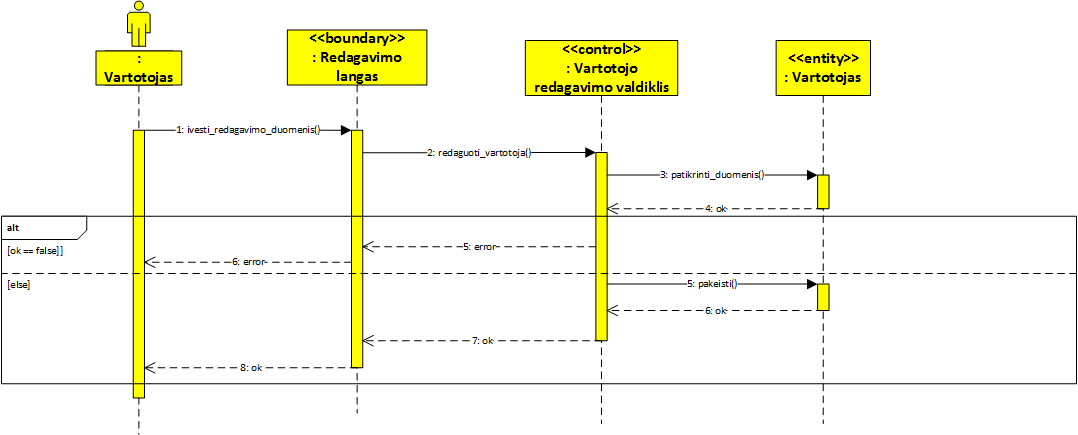 :
Vartotojas
<<boundary>>
: Redagavimo
langas
<<control>>
: Vartotojo
redagavimo valdiklis
<<entity>>
: Vartotojas
1: ivesti_redagavimo_duomenis()
2: redaguoti_vartotoja()
3: patikrinti_duomenis()
4: ok
alt
[ok == false]]
5: error
6: error
[else]
5: pakeisti()
6: ok
7: ok
8: ok